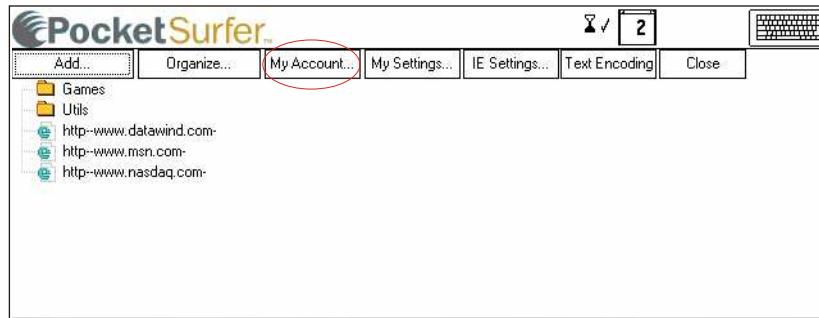 PocketSurfer™ 2
Add... Organize... My Account... My Settings... IE Settings... Text Encoding Close
Games
Utils
http--www.datawind.com-
http--www.msn.com-
http--www.nasdaq.com-